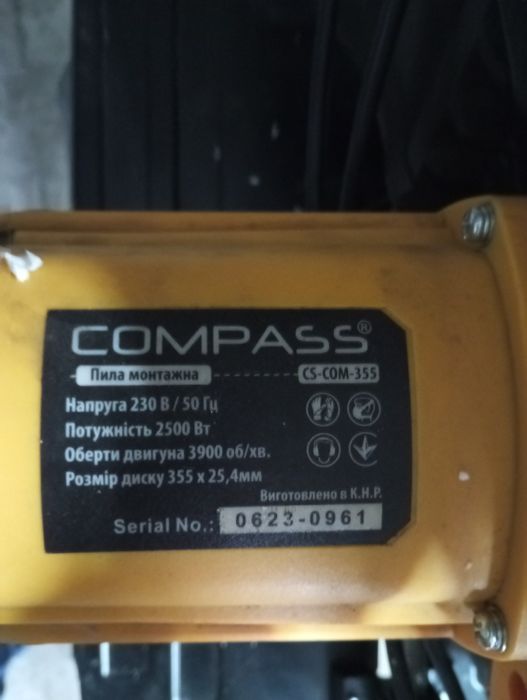 COMPASS®
Пила монтажна CS-COM-355
Напруга 230 В / 50 Гц
Потужність 2500 Вт
Оберти двигуна 3900 об/хв.
Розмір диску 355 x 25,4мм
Виготовлено в К.Н.Р.
Serial No.: 0623-0961